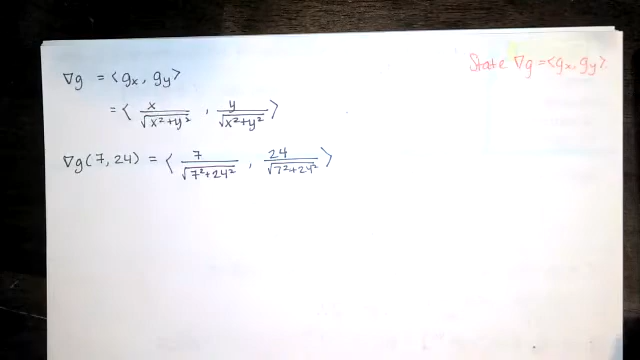 ∇g = <gx, gy>
= < x/√(x²+y²) , y/√(x²+y²) >
∇g(7,24) = < 7/√(7²+24²) , 24/√(7²+24²) >
State ∇g = <gx, gy>.